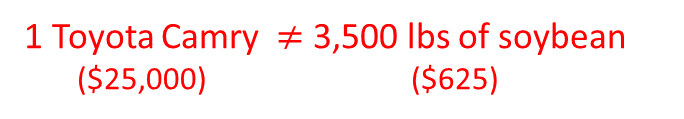 1 Toyota Camry ≠ 3,500 lbs of soybean
($25,000) ($625)